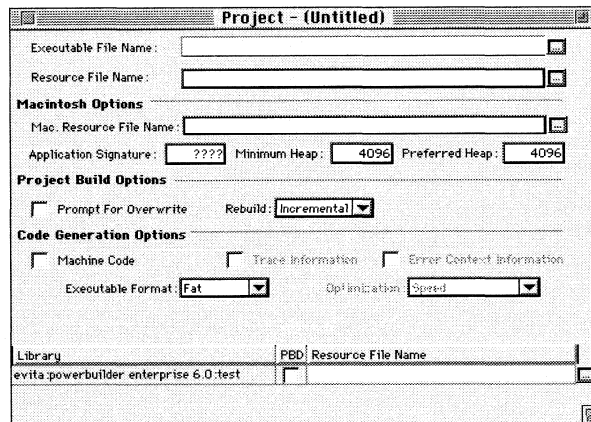 Project - (Untitled)
Executable File Name:
Resource File Name:
Macintosh Options
Mac. Resource File Name:
Application Signature: ???? Minimum Heap: 4096 Preferred Heap: 4096
Project Build Options
Prompt For Overwrite Rebuild: Incremental
Code Generation Options
Machine Code Trace Information Error Context Information
Executable Format: Fat Optimization: Speed
Library PBD Resource File Name
evita:powerbuilder enterprise 6.0:test